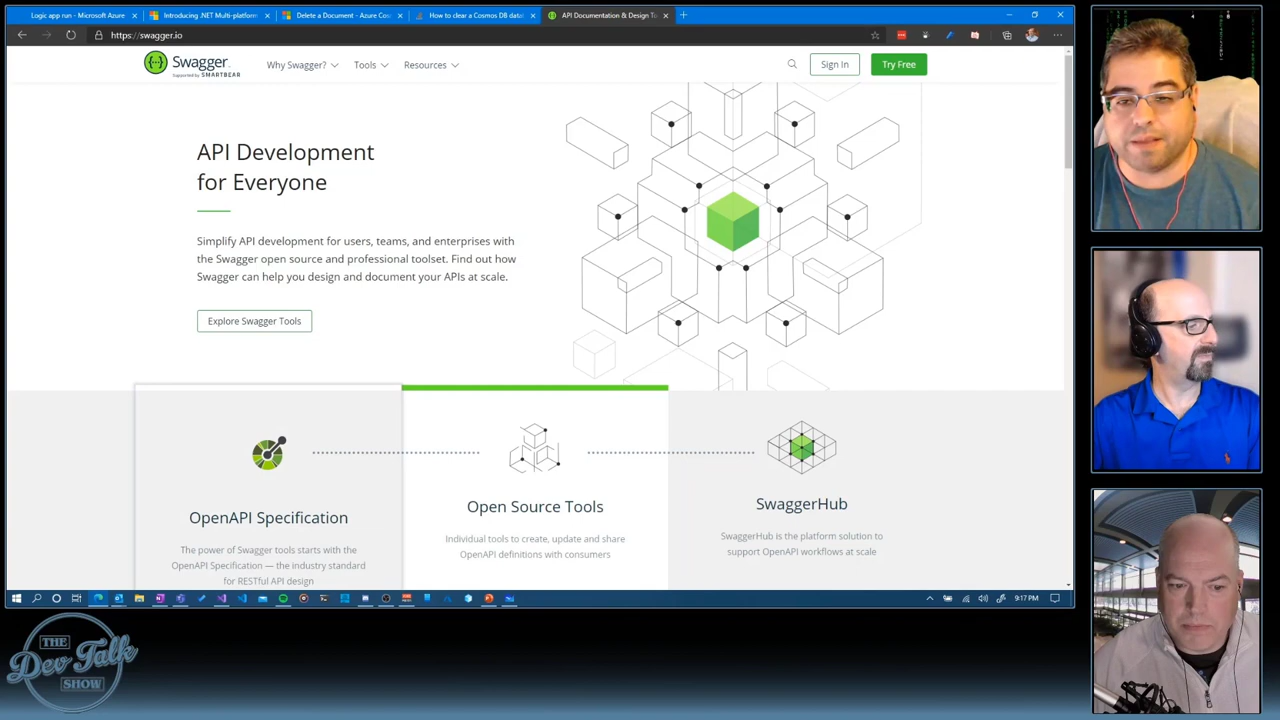 Logic app run - Microsoft Azure
Introducing .NET Multi-platform
Delete a Document - Azure Cos
How to clear a Cosmos DB data
API Documentation & Design To
https://swagger.io
Swagger
Supported by SMARTBEAR
Why Swagger?
Tools
Resources
Sign In
Try Free
API Development
for Everyone
Simplify API development for users, teams, and enterprises with
the Swagger open source and professional toolset. Find out how
Swagger can help you design and document your APIs at scale.
Explore Swagger Tools
OpenAPI Specification
The power of Swagger tools starts with the
OpenAPI Specification — the industry standard
for RESTful API design
Open Source Tools
Individual tools to create, update and share
OpenAPI definitions with consumers
SwaggerHub
SwaggerHub is the platform solution to
support OpenAPI workflows at scale
9:17 PM
THE
Dev Talk
SHOW